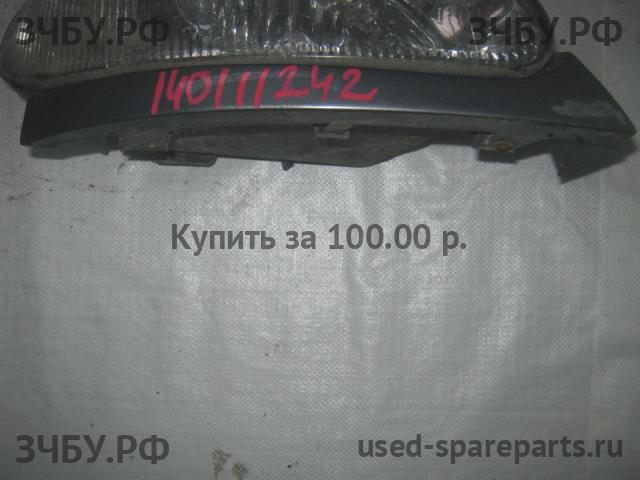 ЗЧБУ.РФ ЗЧБУ.РФ
140111242
Купить за 100.00 р.
ЗЧБУ.РФ used-spareparts.ru